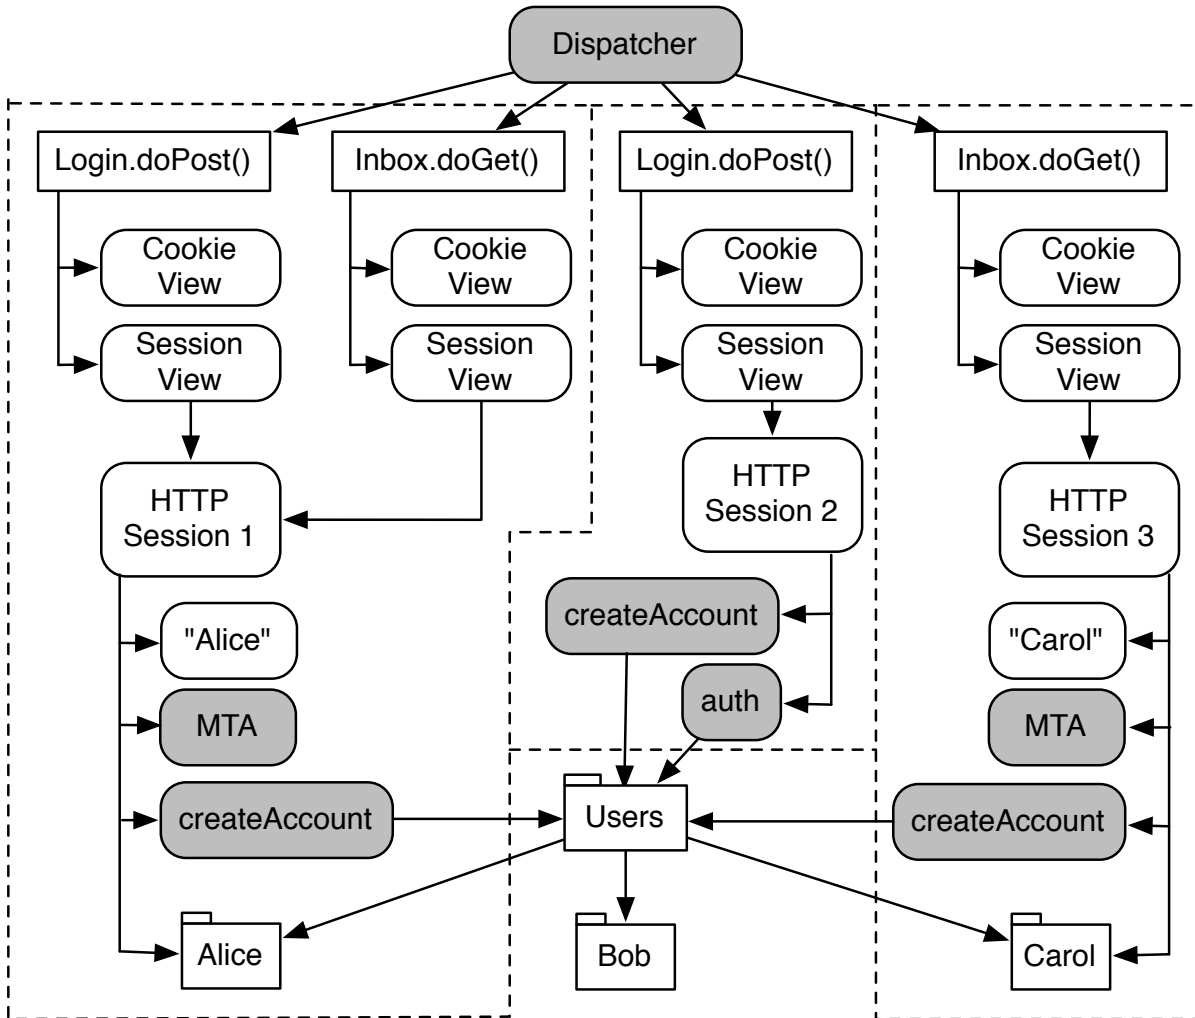 Dispatcher
Login.doPost()
Inbox.doGet()
Login.doPost()
Inbox.doGet()
Cookie
View
Cookie
View
Cookie
View
Cookie
View
Session
View
Session
View
Session
View
Session
View
HTTP
Session 1
HTTP
Session 2
HTTP
Session 3
createAccount
"Alice"
"Carol"
auth
MTA
MTA
createAccount
Users
createAccount
Alice
Bob
Carol